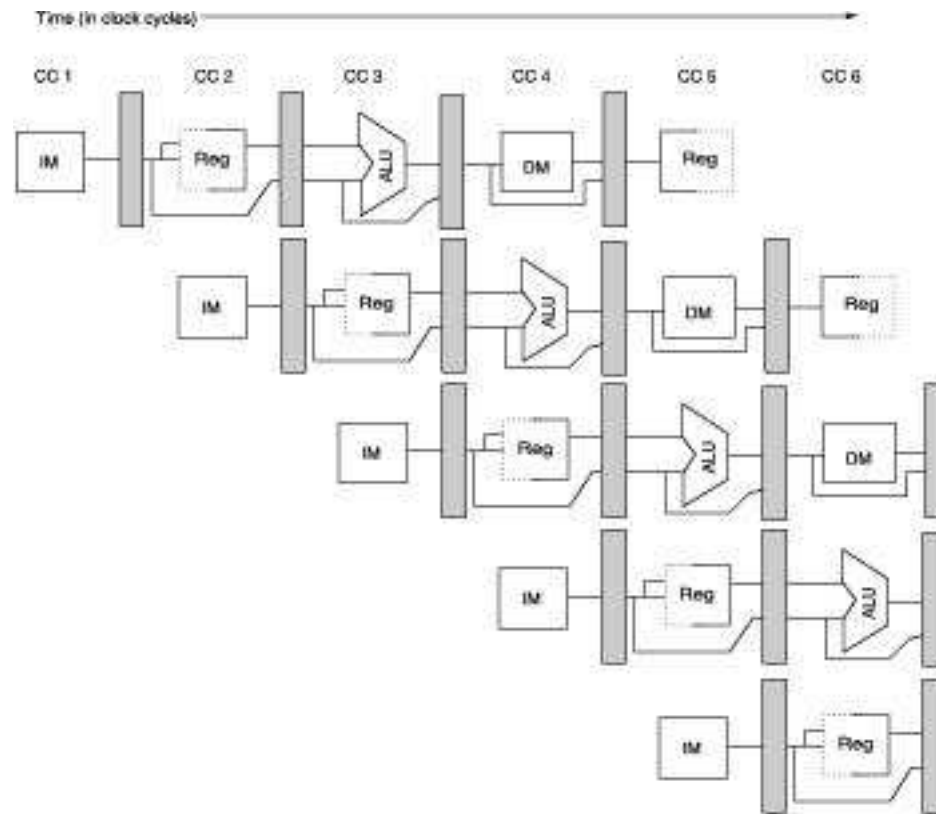 Time (in clock cycles)
CC 1 CC 2 CC 3 CC 4 CC 5 CC 6
IM Reg ALU DM Reg
IM Reg ALU DM Reg
IM Reg ALU DM
IM Reg ALU
IM Reg